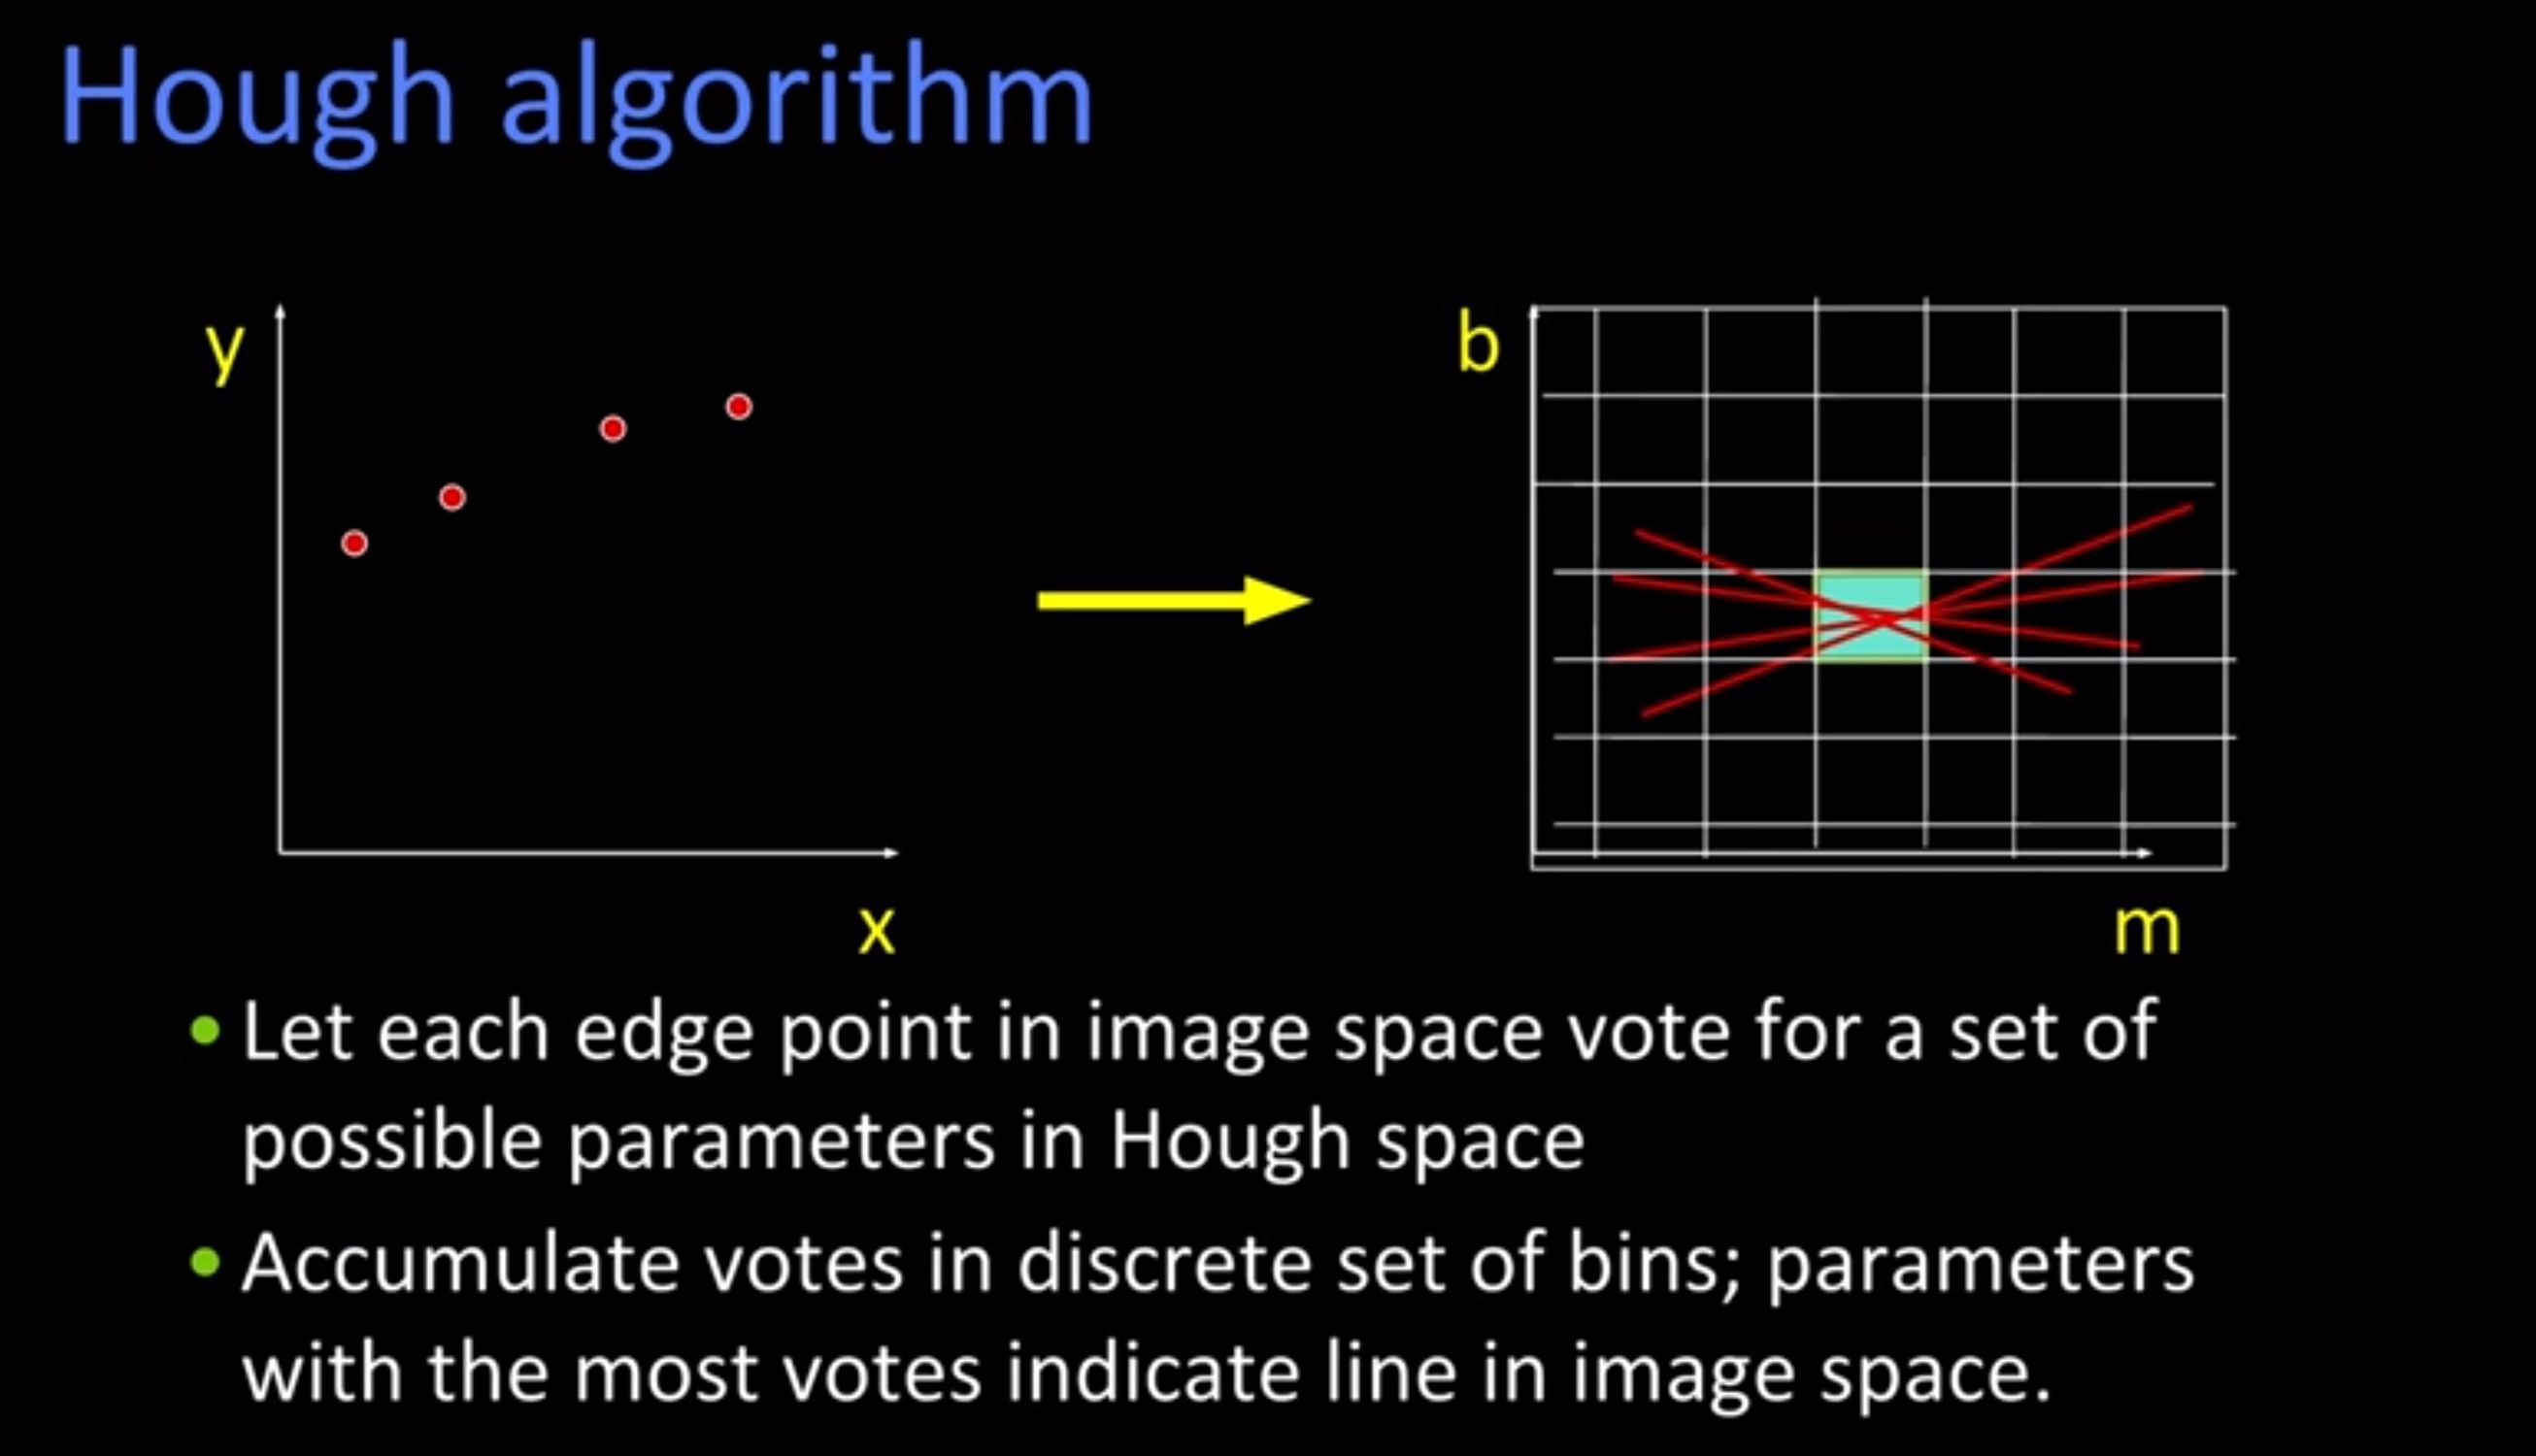 Hough algorithm
y
b
x
m
• Let each edge point in image space vote for a set of
possible parameters in Hough space
• Accumulate votes in discrete set of bins; parameters
with the most votes indicate line in image space.